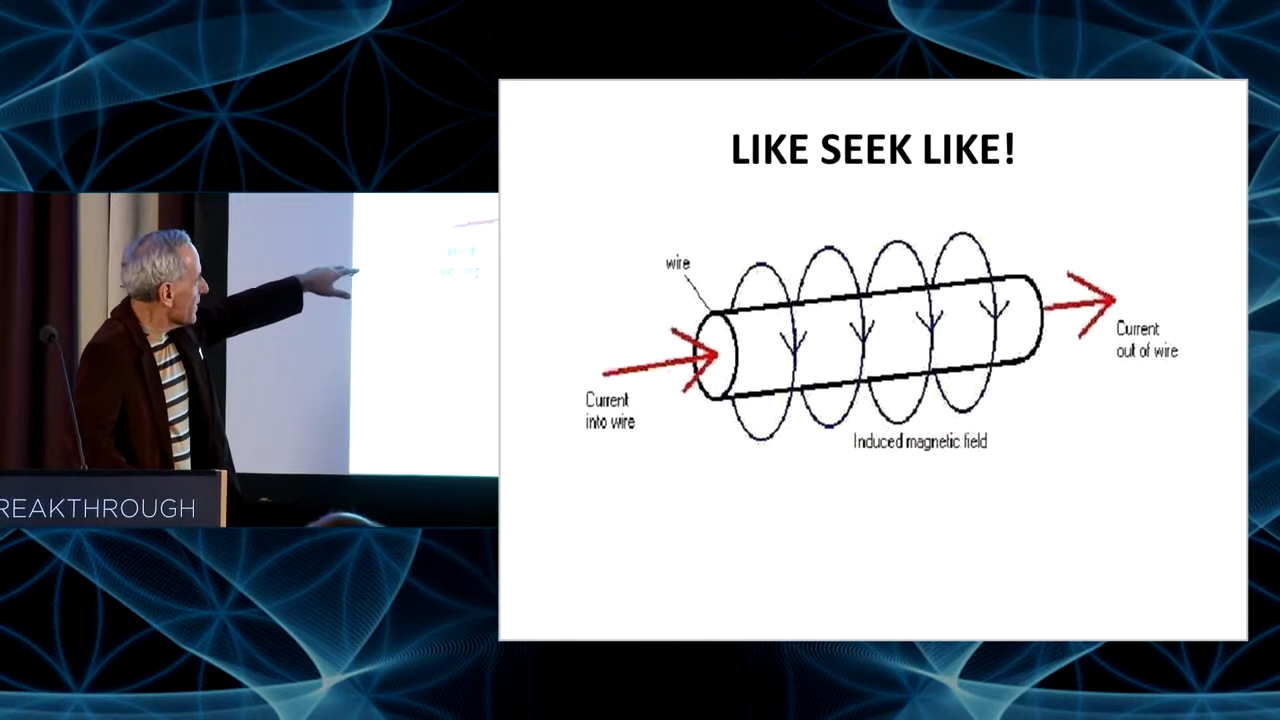 LIKE SEEK LIKE!
wire
Current
out of wire
Current
into wire
Induced magnetic field
REAKTHROUGH